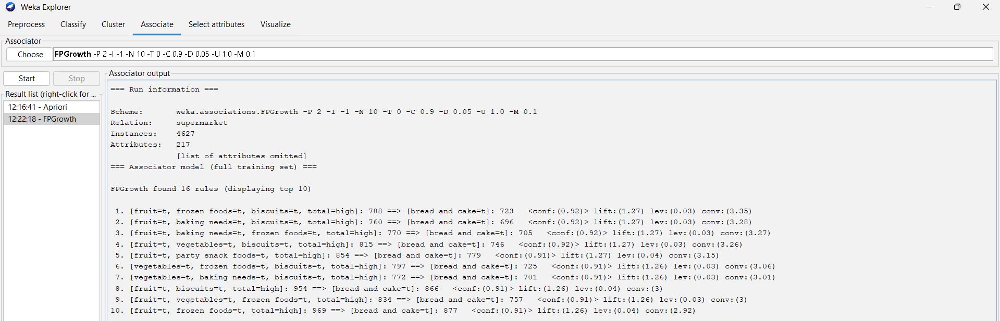 Weka Explorer
Preprocess Classify Cluster Associate Select attributes Visualize
Associator
Choose FPGrowth -P 2 -I -1 -N 10 -T 0 -C 0.9 -D 0.05 -U 1.0 -M 0.1
Start Stop
Result list (right-click for ...
12:16:41 - Apriori
12:22:18 - FPGrowth
Associator output
=== Run information ===
Scheme: weka.associations.FPGrowth -P 2 -I -1 -N 10 -T 0 -C 0.9 -D 0.05 -U 1.0 -M 0.1
Relation: supermarket
Instances: 4627
Attributes: 217
[list of attributes omitted]
=== Associator model (full training set) ===
FPGrowth found 16 rules (displaying top 10)
1. [fruit=t, frozen foods=t, biscuits=t, total=high]: 788 ==> [bread and cake=t]: 723 <conf:(0.92)> lift:(1.27) lev:(0.03) conv:(3.35)
2. [fruit=t, baking needs=t, biscuits=t, total=high]: 760 ==> [bread and cake=t]: 696 <conf:(0.92)> lift:(1.27) lev:(0.03) conv:(3.28)
3. [fruit=t, baking needs=t, frozen foods=t, total=high]: 770 ==> [bread and cake=t]: 705 <conf:(0.92)> lift:(1.27) lev:(0.03) conv:(3.27)
4. [fruit=t, vegetables=t, biscuits=t, total=high]: 815 ==> [bread and cake=t]: 746 <conf:(0.92)> lift:(1.27) lev:(0.03) conv:(3.26)
5. [fruit=t, party snack foods=t, total=high]: 854 ==> [bread and cake=t]: 779 <conf:(0.91)> lift:(1.27) lev:(0.04) conv:(3.15)
6. [vegetables=t, frozen foods=t, biscuits=t, total=high]: 797 ==> [bread and cake=t]: 725 <conf:(0.91)> lift:(1.26) lev:(0.03) conv:(3.06)
7. [vegetables=t, baking needs=t, biscuits=t, total=high]: 772 ==> [bread and cake=t]: 701 <conf:(0.91)> lift:(1.26) lev:(0.03) conv:(3.01)
8. [fruit=t, biscuits=t, total=high]: 954 ==> [bread and cake=t]: 866 <conf:(0.91)> lift:(1.26) lev:(0.04) conv:(3)
9. [fruit=t, vegetables=t, frozen foods=t, total=high]: 834 ==> [bread and cake=t]: 757 <conf:(0.91)> lift:(1.26) lev:(0.03) conv:(3)
10. [fruit=t, frozen foods=t, total=high]: 969 ==> [bread and cake=t]: 877 <conf:(0.91)> lift:(1.26) lev:(0.04) conv:(2.92)